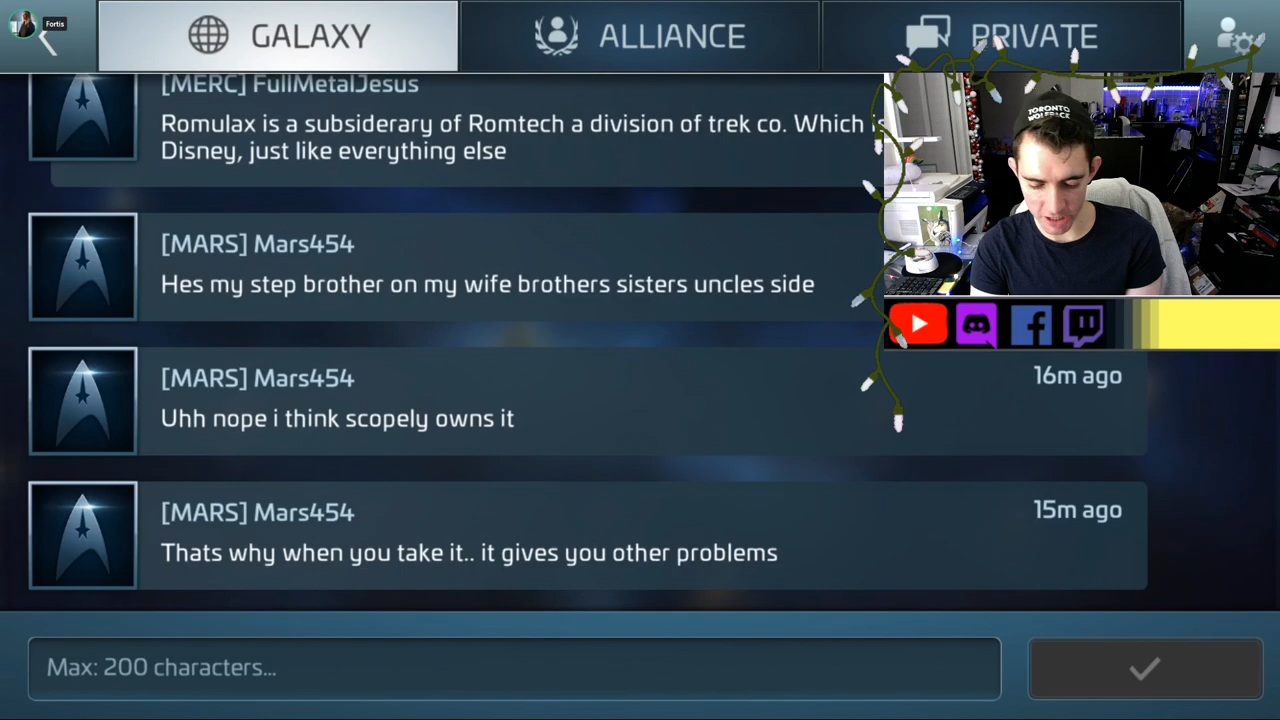 Fortis
GALAXY
ALLIANCE
PRIVATE
[MERC] FullMetalJesus
Romulax is a subsiderary of Romtech a division of trek co. Which
Disney, just like everything else
TORONTO
WOLFPACK
[MARS] Mars454
Hes my step brother on my wife brothers sisters uncles side
[MARS] Mars454
16m ago
Uhh nope i think scopely owns it
[MARS] Mars454
15m ago
Thats why when you take it.. it gives you other problems
Max: 200 characters...